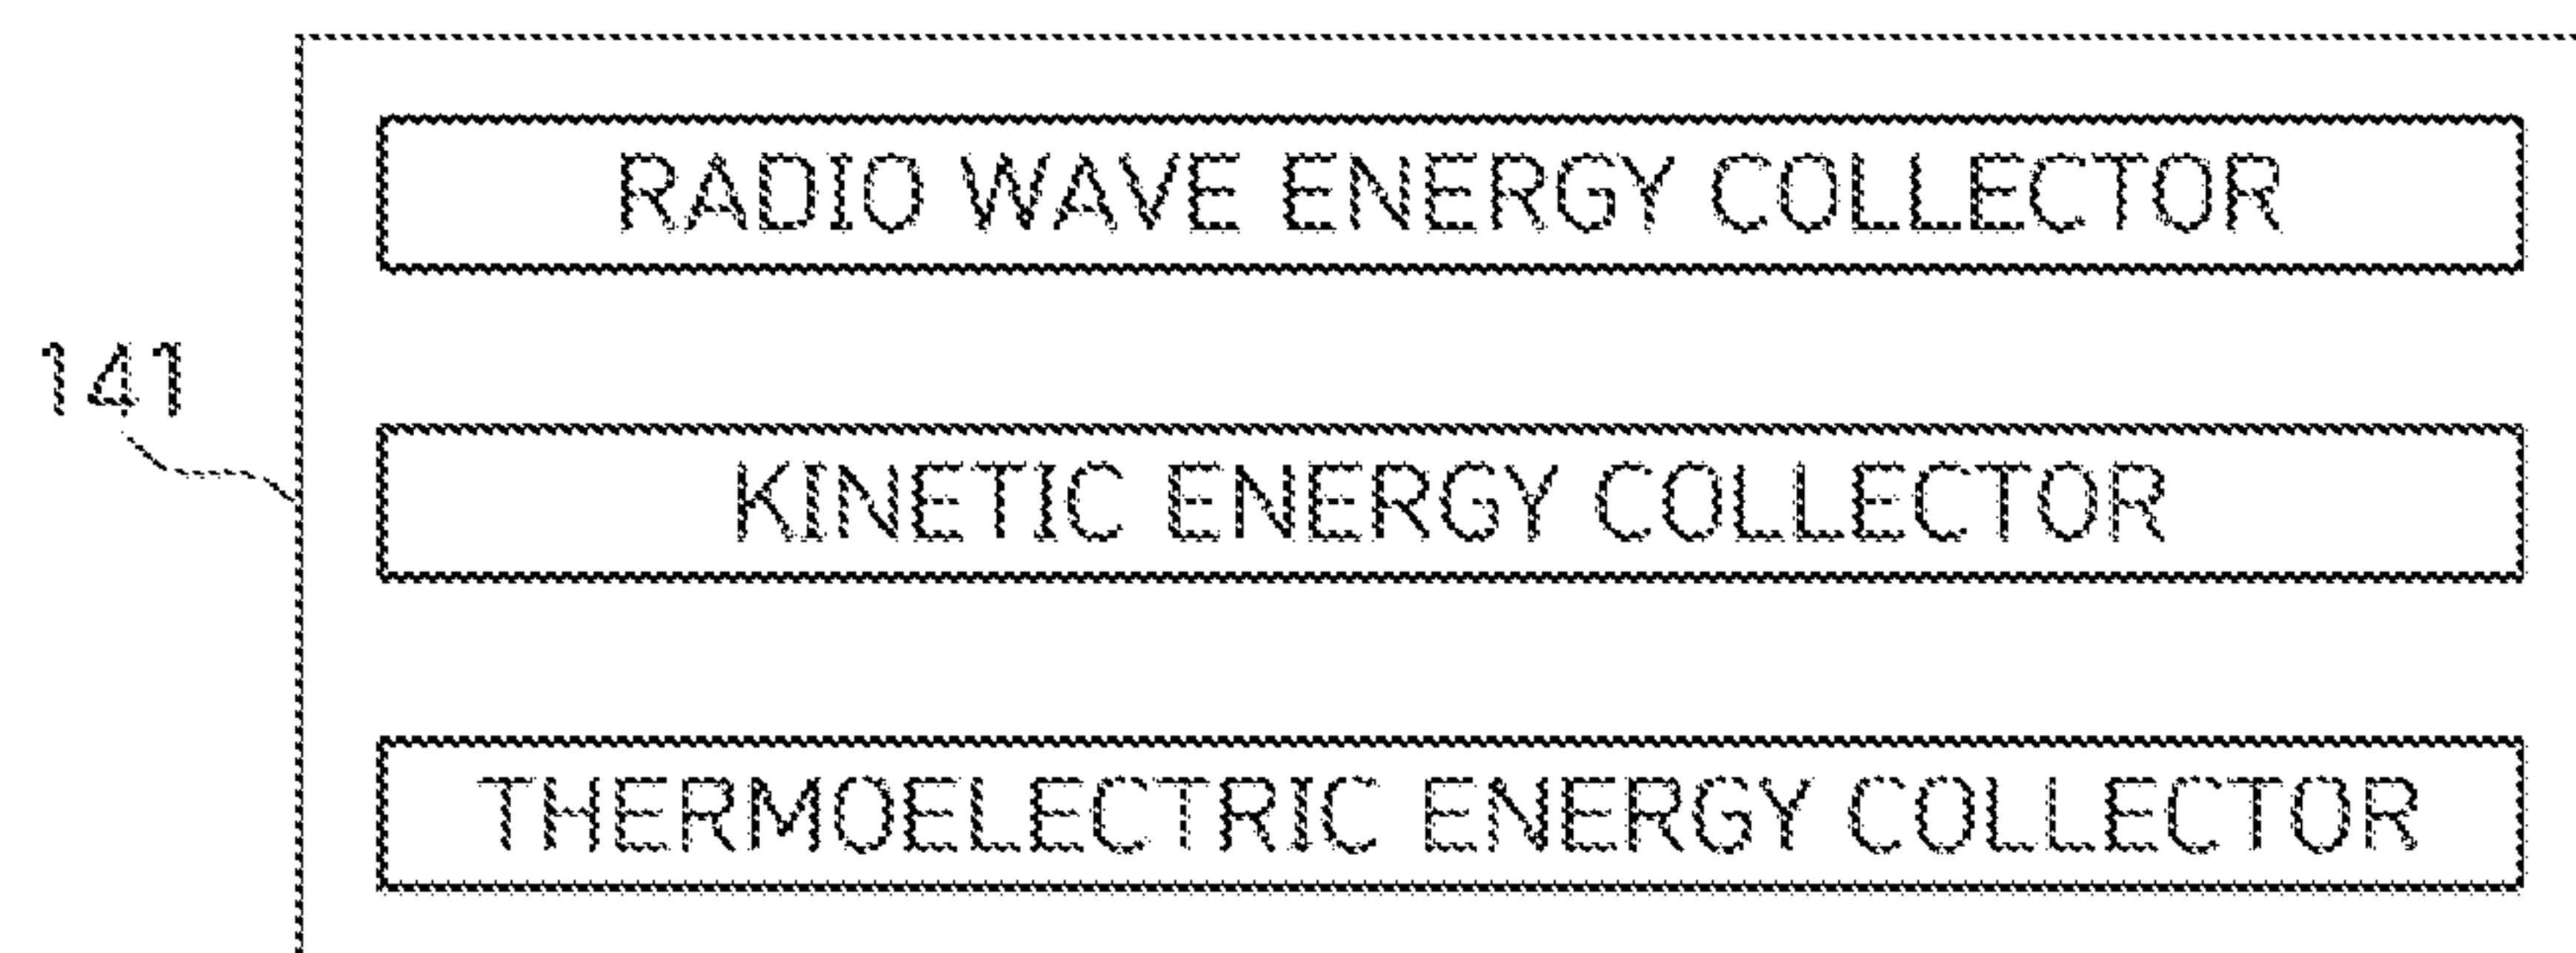 RADIO WAVE ENERGY COLLECTOR
141
KINETIC ENERGY COLLECTOR
THERMOELECTRIC ENERGY COLLECTOR